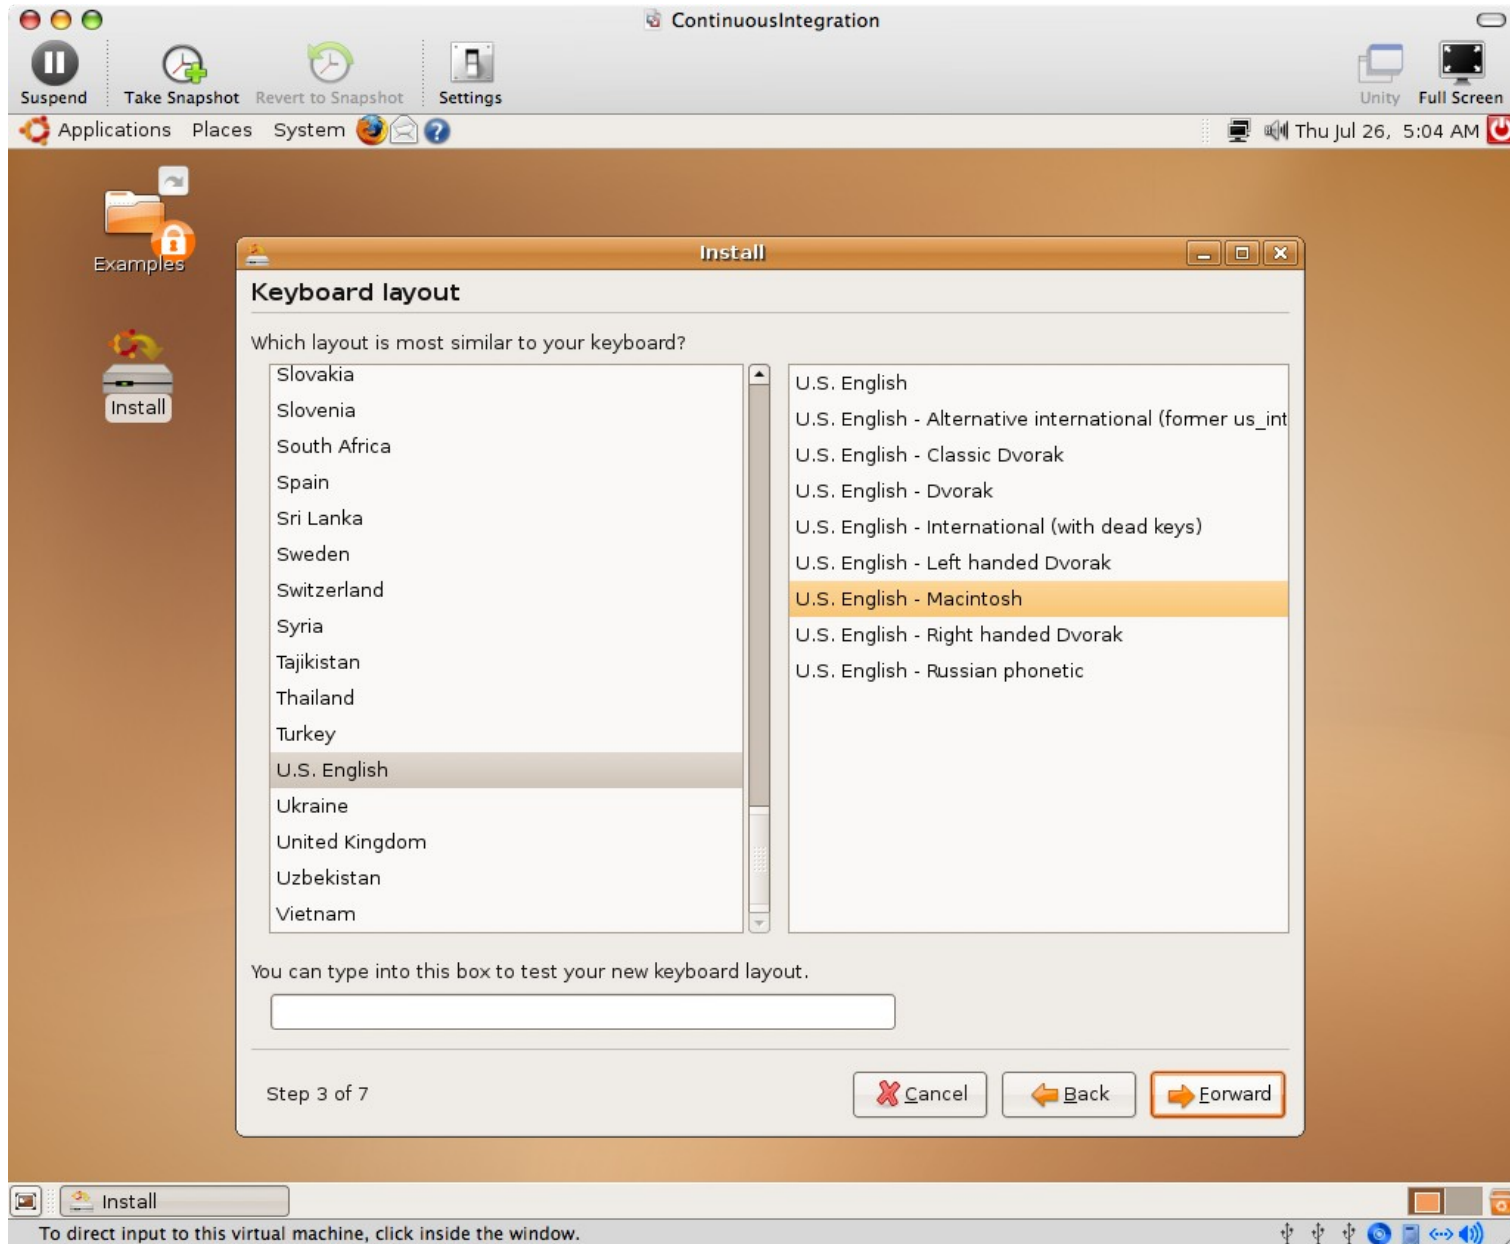 ContinuousIntegration
Suspend Take Snapshot Revert to Snapshot Settings Unity Full Screen
Applications Places System Thu Jul 26, 5:04 AM
Examples
Install
Install
Keyboard layout
Which layout is most similar to your keyboard?
Slovakia
Slovenia
South Africa
Spain
Sri Lanka
Sweden
Switzerland
Syria
Tajikistan
Thailand
Turkey
U.S. English
Ukraine
United Kingdom
Uzbekistan
Vietnam
U.S. English
U.S. English - Alternative international (former us_int
U.S. English - Classic Dvorak
U.S. English - Dvorak
U.S. English - International (with dead keys)
U.S. English - Left handed Dvorak
U.S. English - Macintosh
U.S. English - Right handed Dvorak
U.S. English - Russian phonetic
You can type into this box to test your new keyboard layout.
Step 3 of 7 Cancel Back Forward
Install
To direct input to this virtual machine, click inside the window.